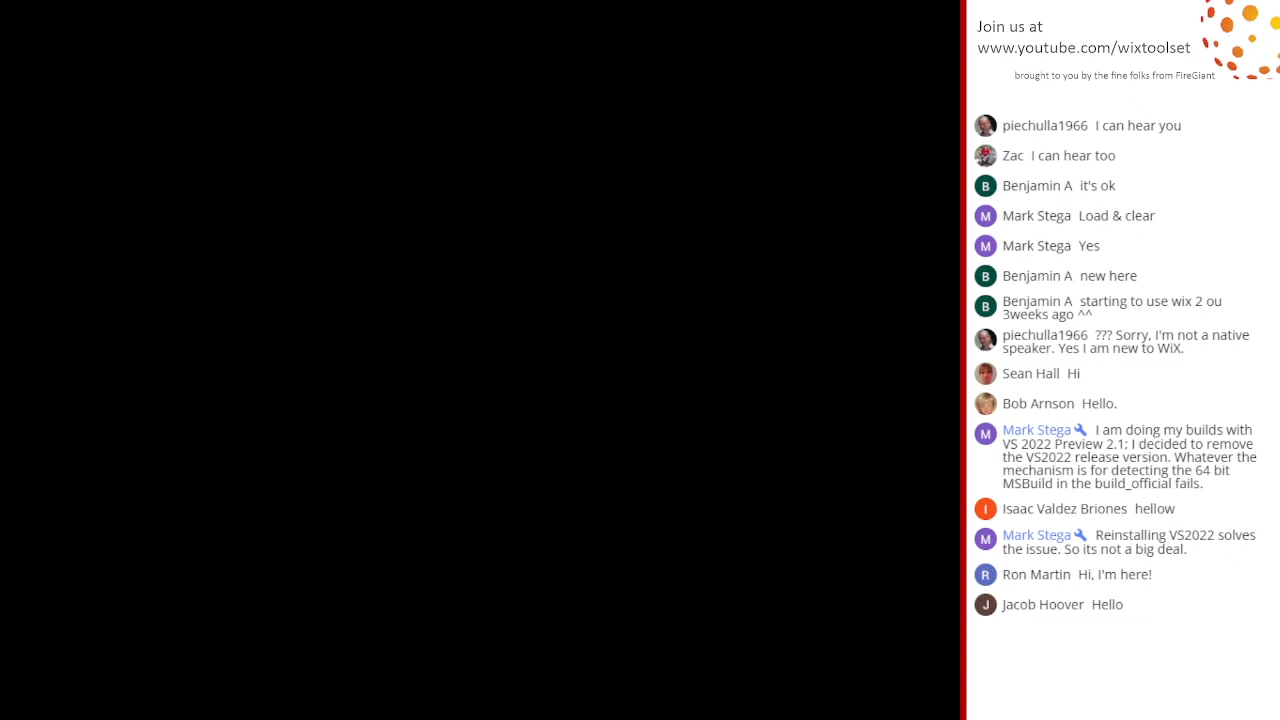 Join us at
www.youtube.com/wixtoolset
brought to you by the fine folks from FireGiant
piechulla1966 I can hear you
Zac I can hear too
B Benjamin A it's ok
M Mark Stega Load & clear
M Mark Stega Yes
B Benjamin A new here
B Benjamin A starting to use wix 2 ou
3weeks ago ^^
piechulla1966 ??? Sorry, I'm not a native
speaker. Yes I am new to WiX.
Sean Hall Hi
Bob Arnson Hello.
M Mark Stega I am doing my builds with
VS 2022 Preview 2.1; I decided to remove
the VS2022 release version. Whatever the
mechanism is for detecting the 64 bit
MSBuild in the build_official fails.
I Isaac Valdez Briones hellow
M Mark Stega Reinstalling VS2022 solves
the issue. So its not a big deal.
R Ron Martin Hi, I'm here!
J Jacob Hoover Hello